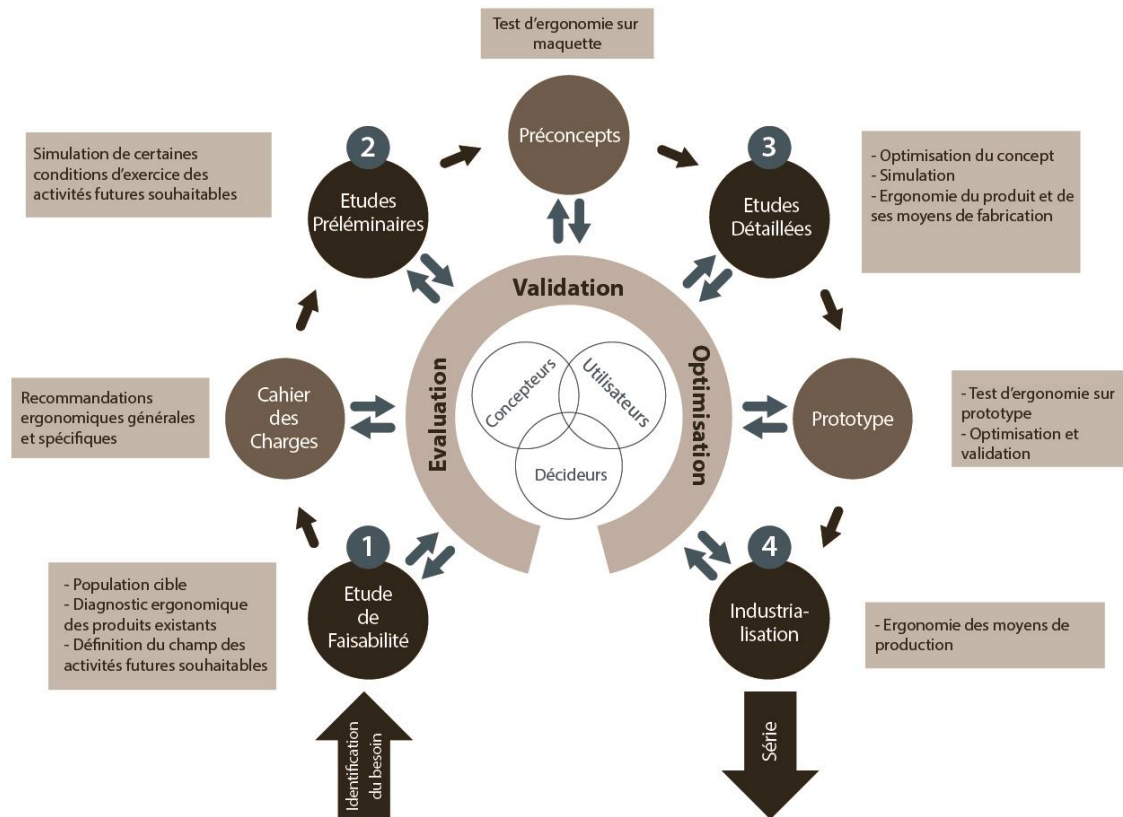 Test d'ergonomie sur
maquette
Préconcepts
2
Etudes
Préléminaires
Simulation de certaines
conditions d'exercice des
activités futures souhaitables
3
Etudes
Détaillées
- Optimisation du concept
- Simulation
- Ergonomie du produit et de
ses moyens de fabrication
Validation
Evaluation
Optimisation
Concepteurs
Utilisateurs
Décideurs
Cahier
des
Charges
Recommandations
ergonomiques générales
et spécifiques
Prototype
- Test d'ergonomie sur
prototype
- Optimisation et
validation
1
Etude
de
Faisabilité
- Population cible
- Diagnostic ergonomique
des produits existants
- Définition du champ des
activités futures souhaitables
4
Industria-
lisation
- Ergonomie des moyens de
production
Identification
du besoin
Série